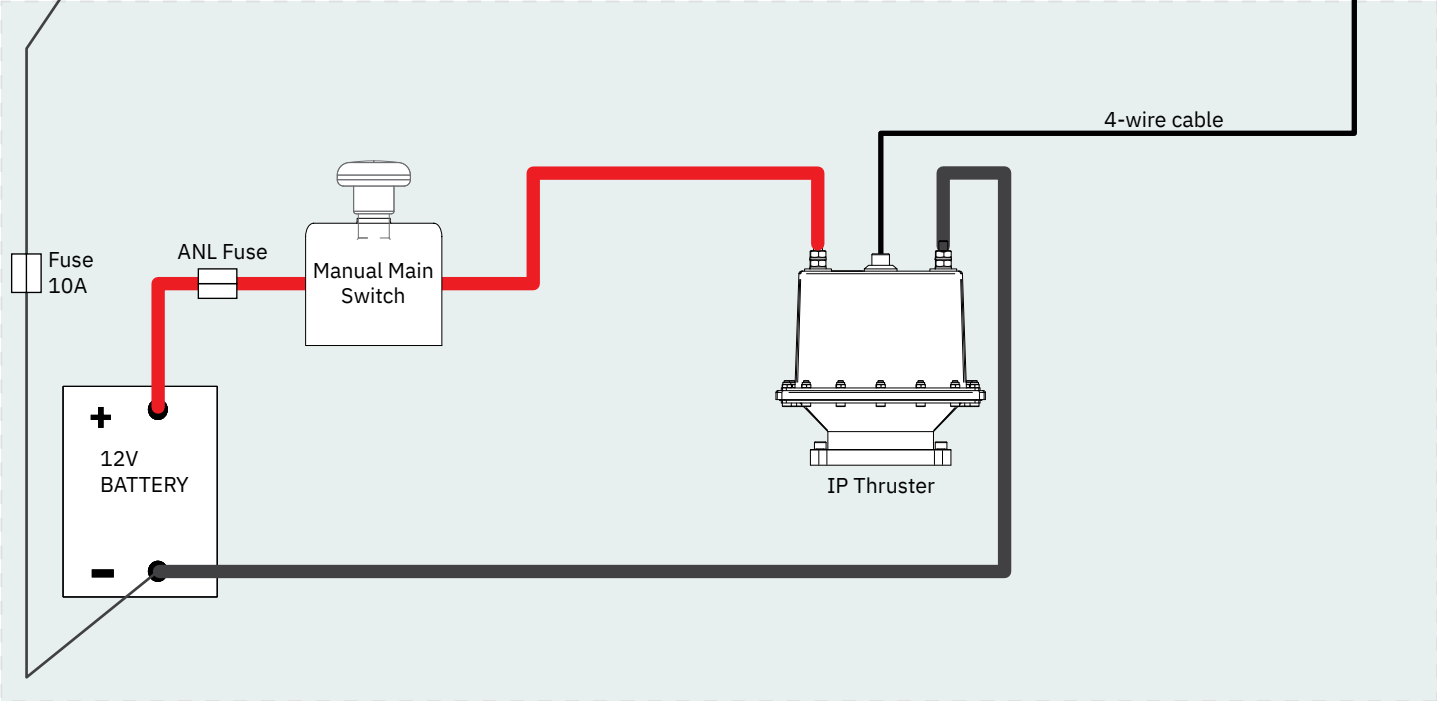 4-wire cable
ANL Fuse
Fuse
10A
Manual Main
Switch
+
12V
BATTERY
IP Thruster
-